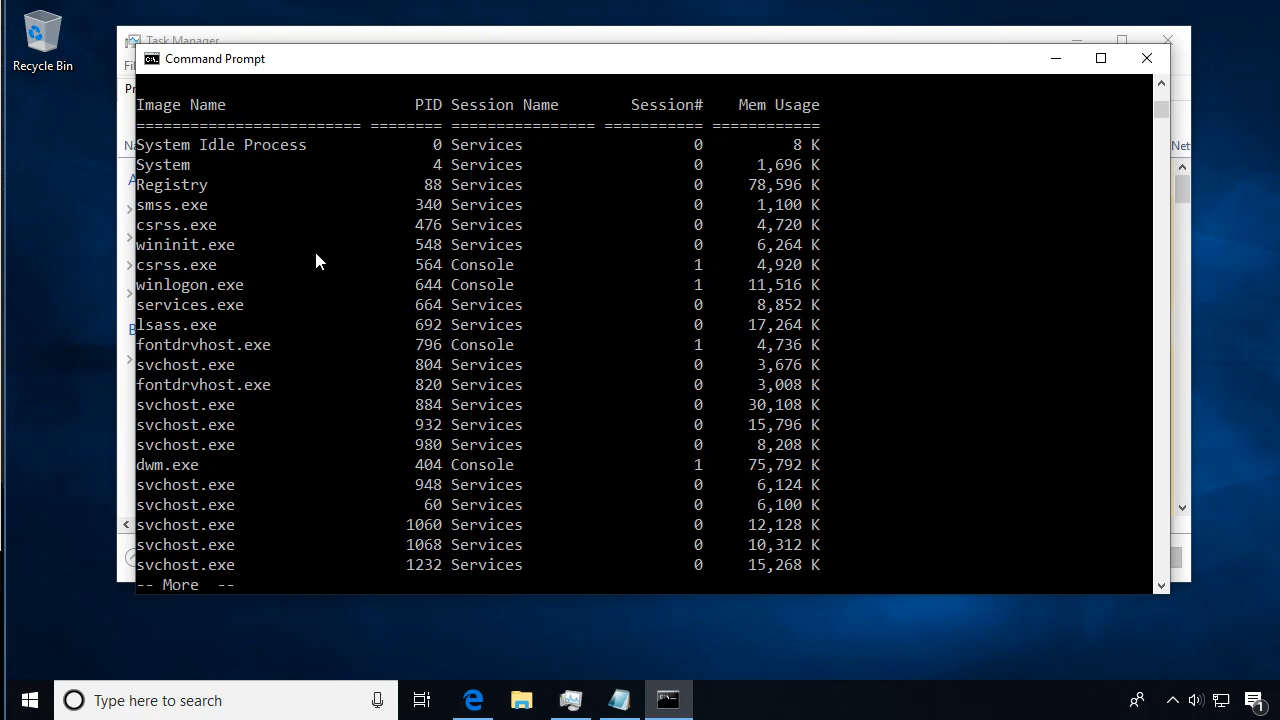 Recycle Bin
Task Manager
Command Prompt
Image Name                     PID Session Name        Session#    Mem Usage
========================= ======== ================ =========== ============
System Idle Process              0 Services                   0          8 K
System                           4 Services                   0      1,696 K
Registry                        88 Services                   0     78,596 K
smss.exe                       340 Services                   0      1,100 K
csrss.exe                      476 Services                   0      4,720 K
wininit.exe                    548 Services                   0      6,264 K
csrss.exe                      564 Console                    1      4,920 K
winlogon.exe                   644 Console                    1     11,516 K
services.exe                   664 Services                   0      8,852 K
lsass.exe                      692 Services                   0     17,264 K
fontdrvhost.exe                796 Console                    1      4,736 K
svchost.exe                    804 Services                   0      3,676 K
fontdrvhost.exe                820 Services                   0      3,008 K
svchost.exe                    884 Services                   0     30,108 K
svchost.exe                    932 Services                   0     15,796 K
svchost.exe                    980 Services                   0      8,208 K
dwm.exe                        404 Console                    1     75,792 K
svchost.exe                    948 Services                   0      6,124 K
svchost.exe                     60 Services                   0      6,100 K
svchost.exe                   1060 Services                   0     12,128 K
svchost.exe                   1068 Services                   0     10,312 K
svchost.exe                   1232 Services                   0     15,268 K
-- More  --
Net
Type here to search
1